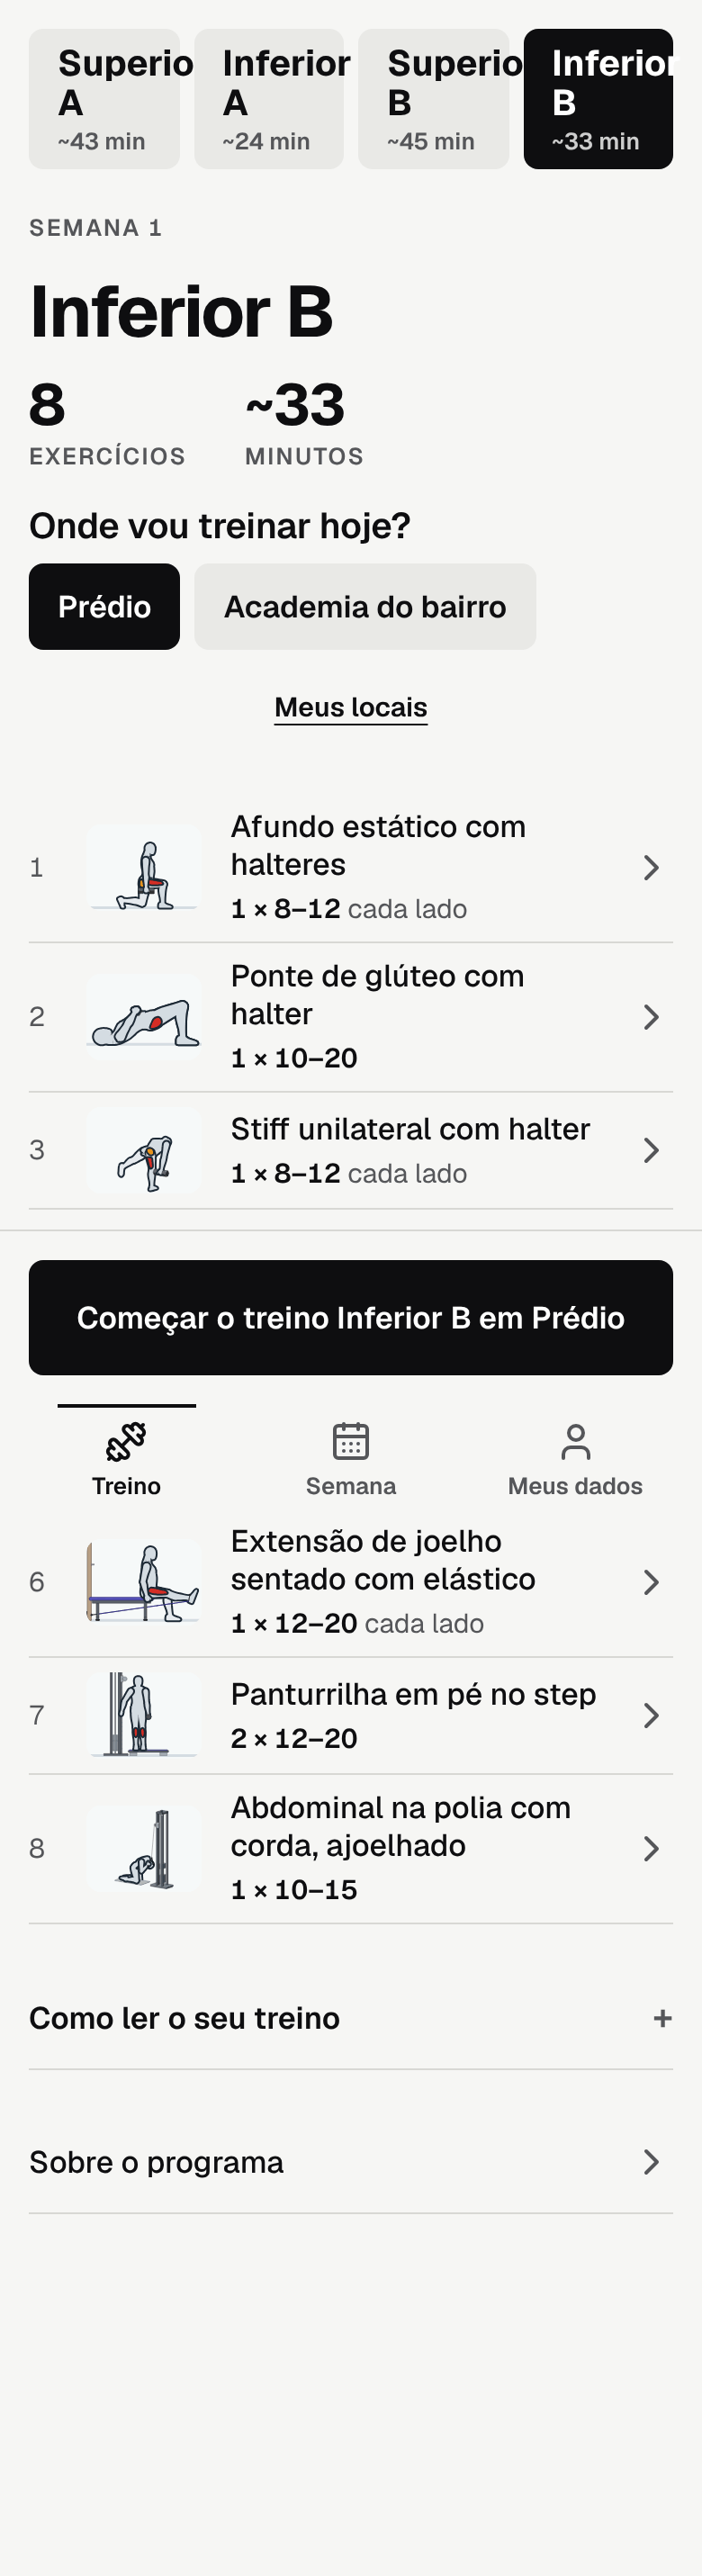 Superior A
~43 min
Inferior A
~24 min
Superior B
~45 min
Inferior B
~33 min
SEMANA 1
Inferior B
8
EXERCÍCIOS
~33
MINUTOS
Onde vou treinar hoje?
Prédio
Academia do bairro
Meus locais
1
Afundo estático com
halteres
1 × 8–12 cada lado
2
Ponte de glúteo com
halter
1 × 10–20
3
Stiff unilateral com halter
1 × 8–12 cada lado
Começar o treino Inferior B em Prédio
Treino
Semana
Meus dados
6
Extensão de joelho
sentado com elástico
1 × 12–20 cada lado
7
Panturrilha em pé no step
2 × 12–20
8
Abdominal na polia com
corda, ajoelhado
1 × 10–15
Como ler o seu treino
+
Sobre o programa